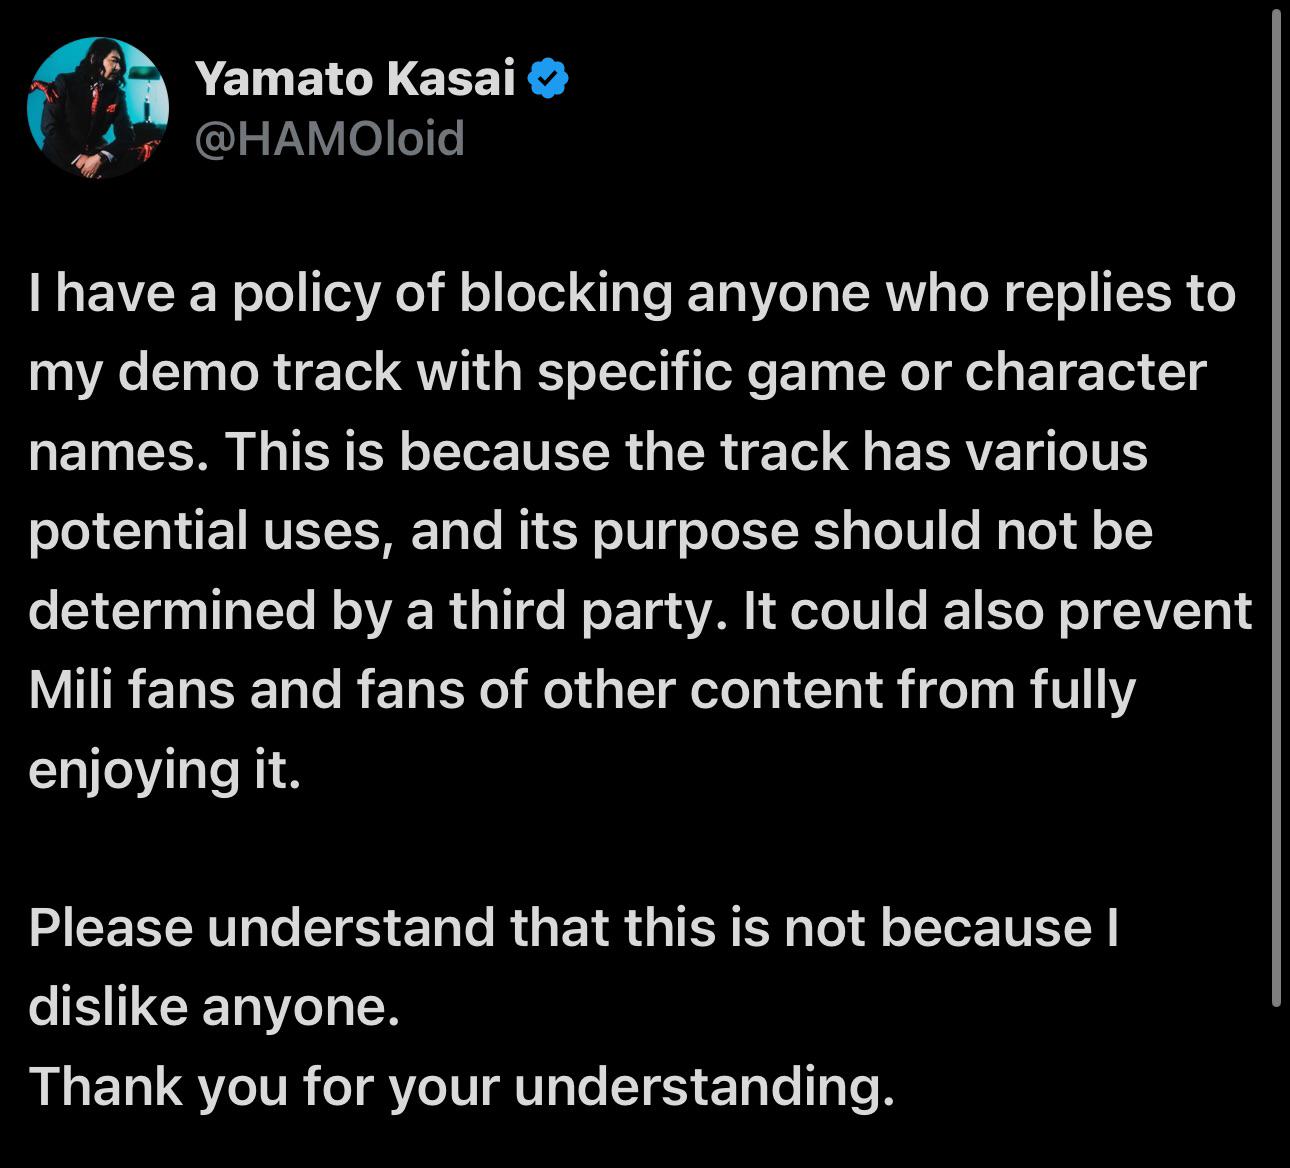 Yamato Kasai
@HAMOloid
I have a policy of blocking anyone who replies to
my demo track with specific game or character
names. This is because the track has various
potential uses, and its purpose should not be
determined by a third party. It could also prevent
Mili fans and fans of other content from fully
enjoying it.
Please understand that this is not because I
dislike anyone.
Thank you for your understanding.